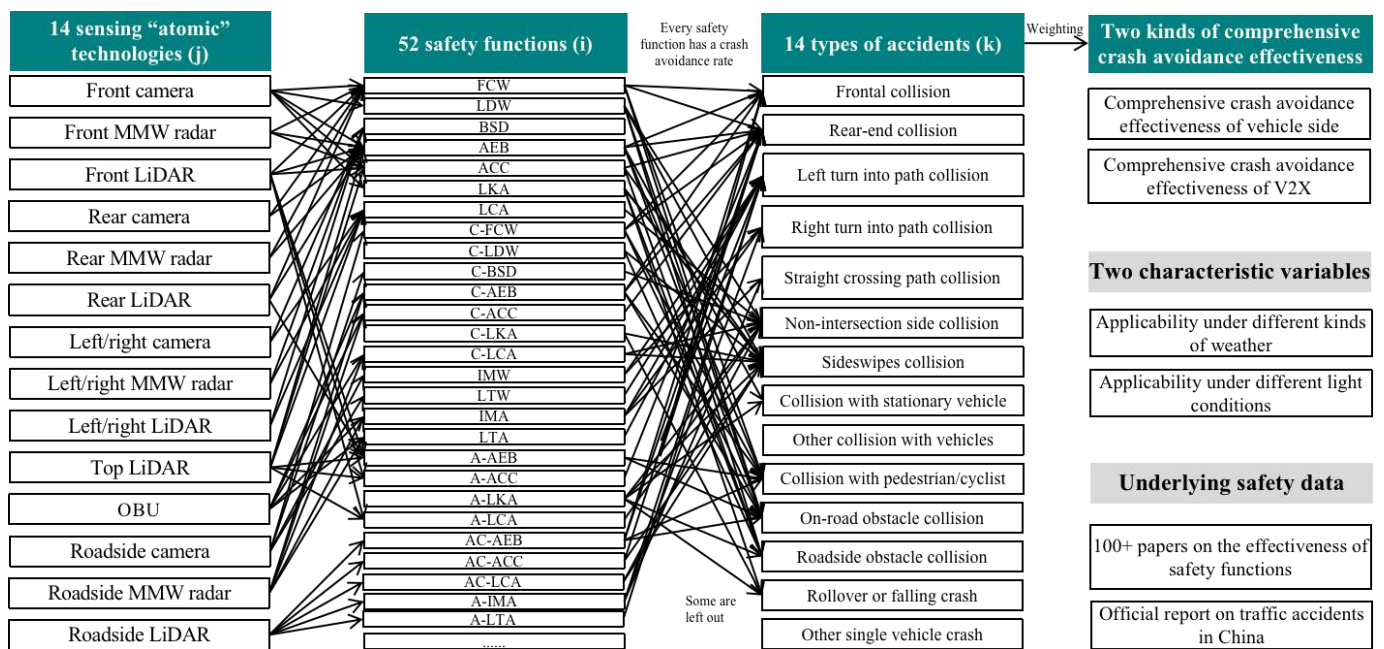 14 sensing “atomic”
technologies (j)
Front camera
Front MMW radar
Front LiDAR
Rear camera
Rear MMW radar
Rear LiDAR
Left/right camera
Left/right MMW radar
Left/right LiDAR
Top LiDAR
OBU
Roadside camera
Roadside MMW radar
Roadside LiDAR
52 safety functions (i)
FCW
LDW
BSD
AEB
ACC
LKA
LCA
C-FCW
C-LDW
C-BSD
C-AEB
C-ACC
C-LKA
C-LCA
IMW
LTW
IMA
LTA
A-AEB
A-ACC
A-LKA
A-LCA
AC-AEB
AC-ACC
AC-LCA
A-IMA
A-LTA
......
Every safety
function has a crash
avoidance rate
Some are
left out
14 types of accidents (k)
Frontal collision
Rear-end collision
Left turn into path collision
Right turn into path collision
Straight crossing path collision
Non-intersection side collision
Sideswipes collision
Collision with stationary vehicle
Other collision with vehicles
Collision with pedestrian/cyclist
On-road obstacle collision
Roadside obstacle collision
Rollover or falling crash
Other single vehicle crash
Weighting
Two kinds of comprehensive
crash avoidance effectiveness
Comprehensive crash avoidance
effectiveness of vehicle side
Comprehensive crash avoidance
effectiveness of V2X
Two characteristic variables
Applicability under different kinds
of weather
Applicability under different light
conditions
Underlying safety data
100+ papers on the effectiveness of
safety functions
Official report on traffic accidents
in China